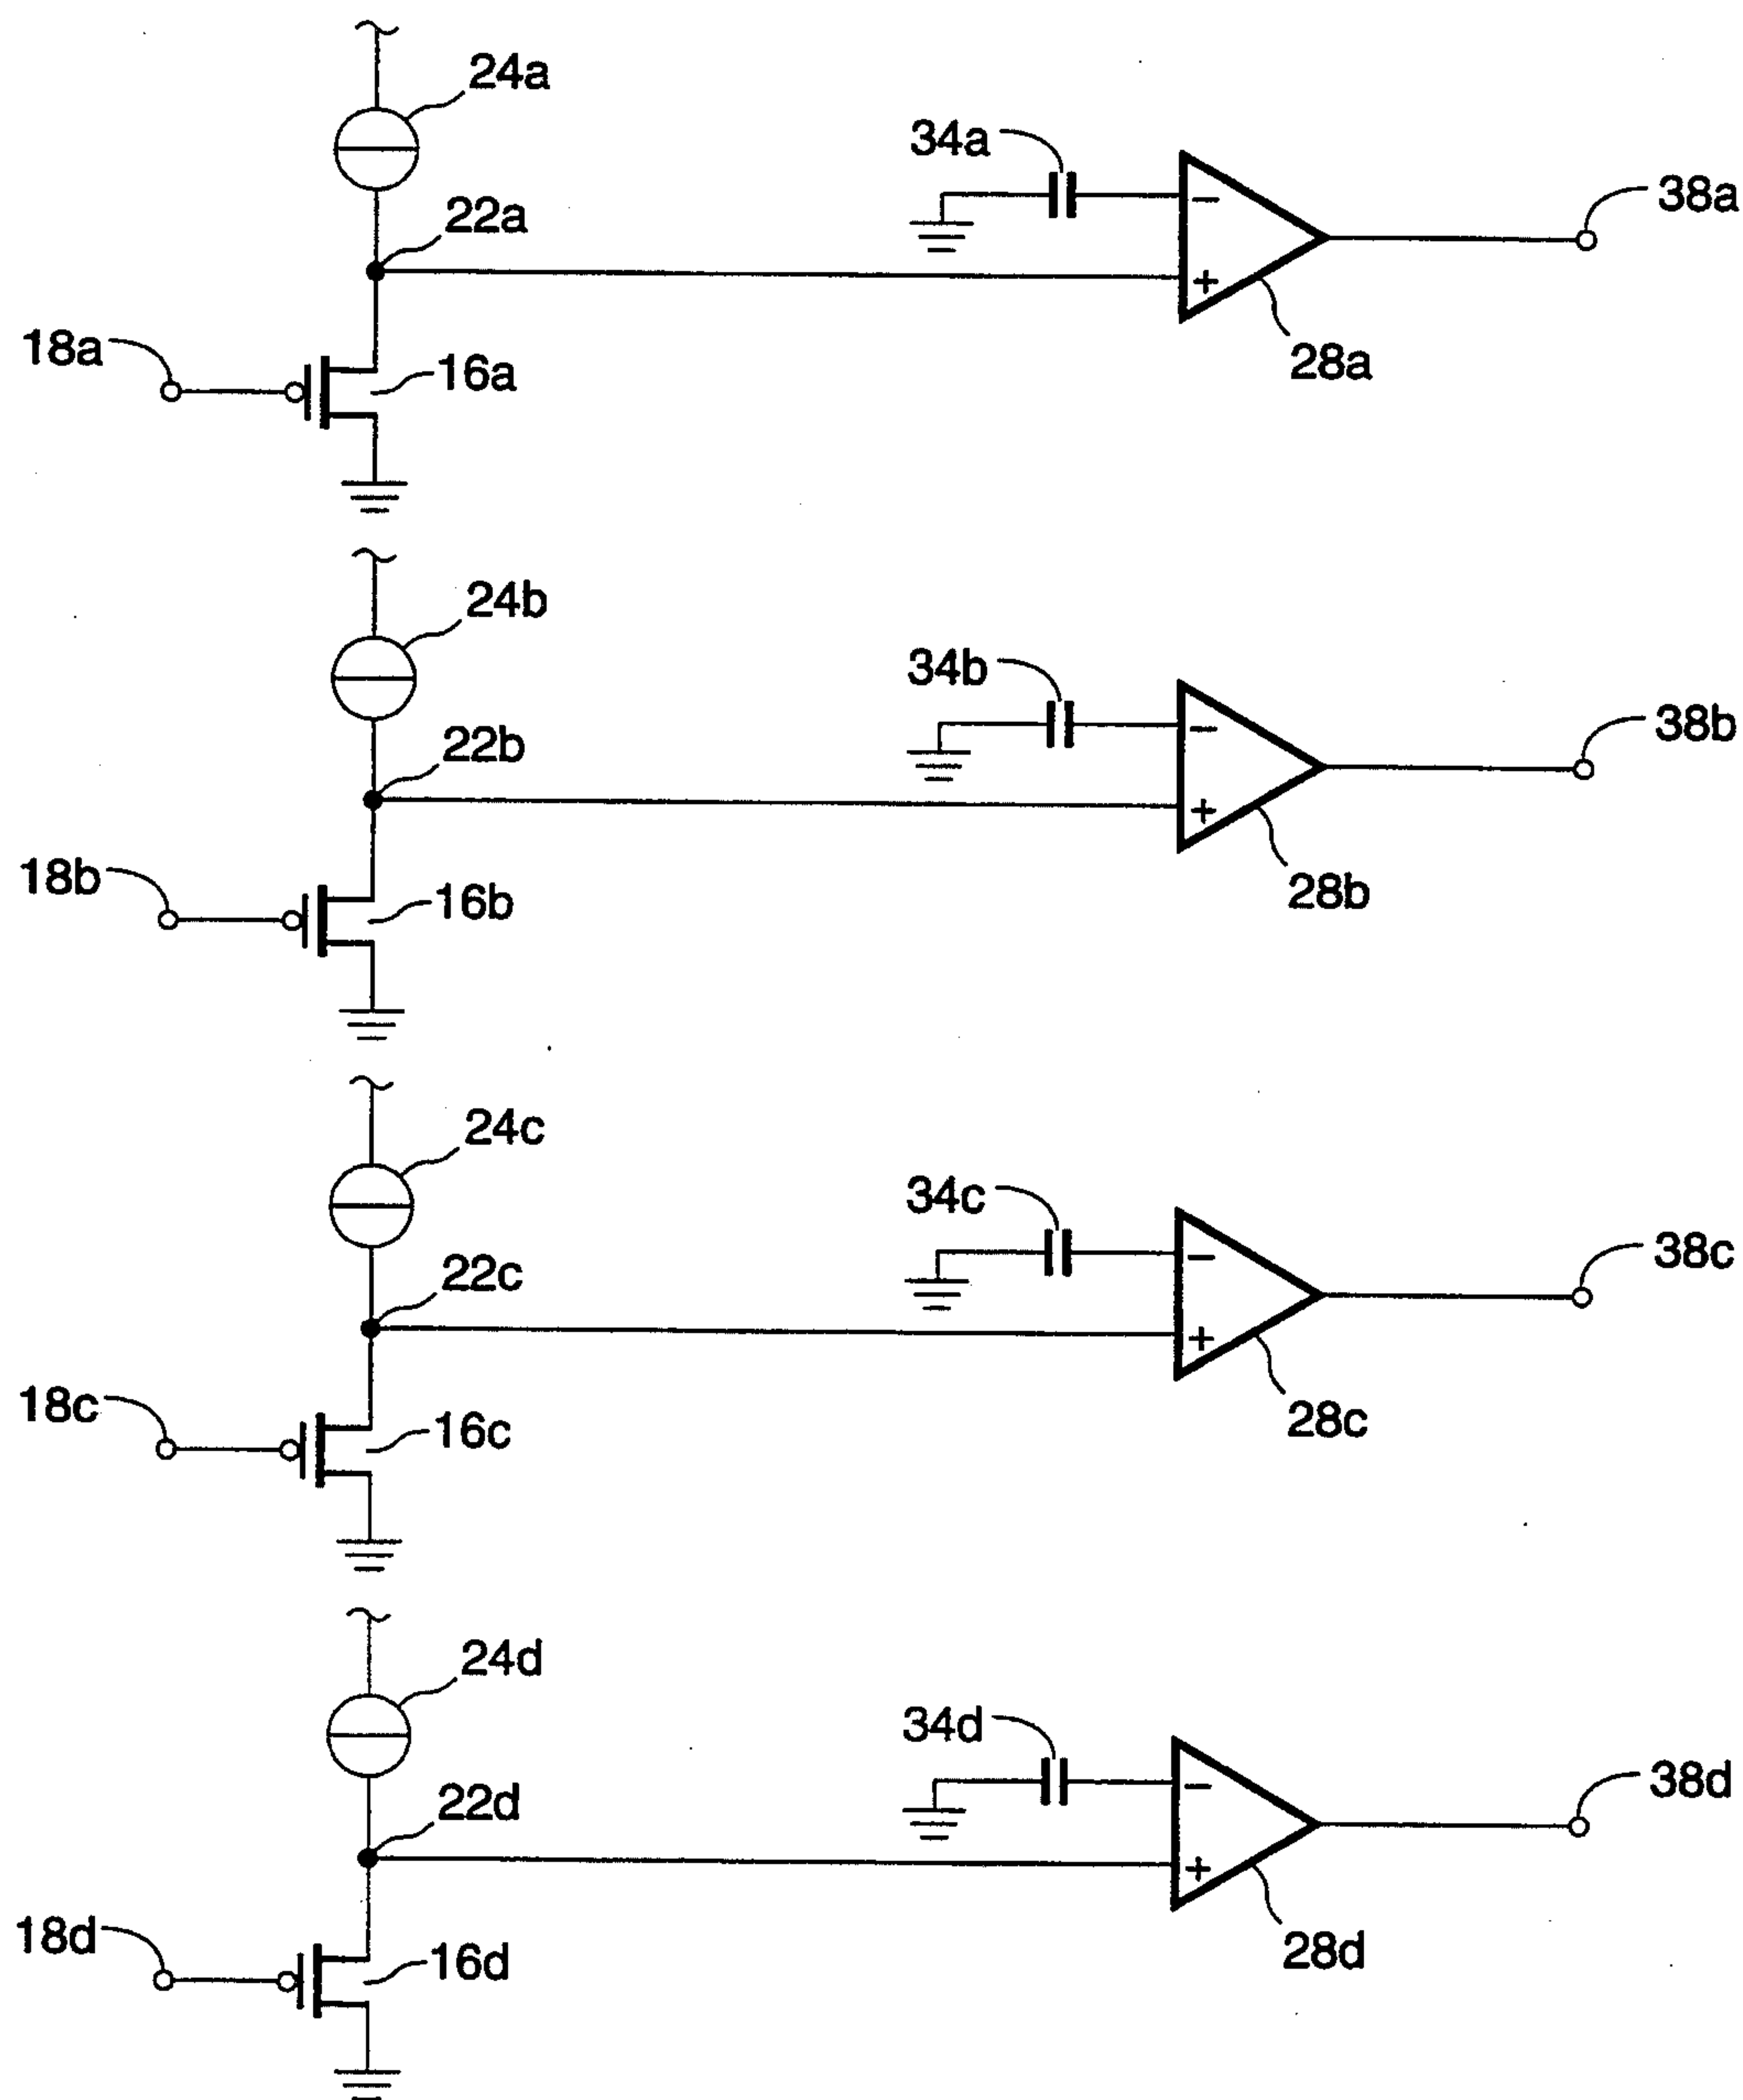 24a
34a
38a
22a
−
+
18a
16a
28a
24b
34b
38b
22b
−
+
18b
16b
28b
24c
34c
38c
22c
−
+
18c
16c
28c
24d
34d
38d
22d
−
+
18d
16d
28d